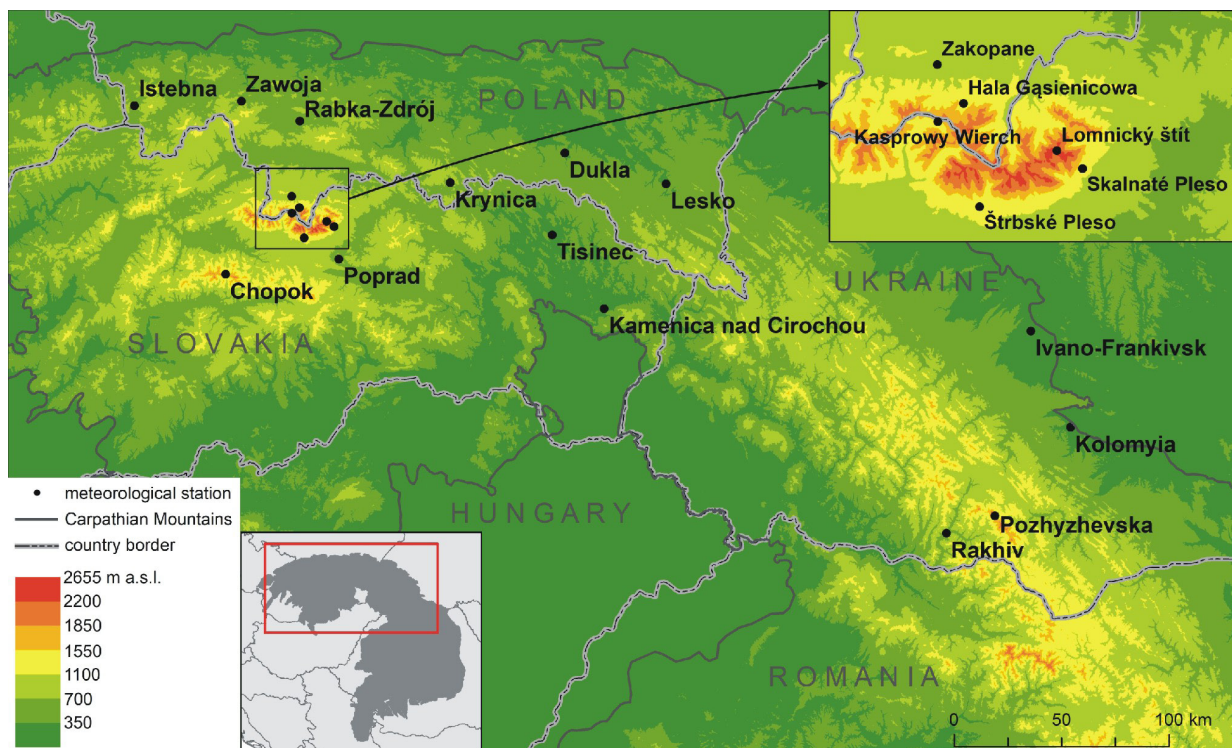 Istebna
Zawoja
Rabka-Zdrój
POLAND
Dukla
Krynica
Lesko
Tisinec
Poprad
Chopok
SLOVAKIA
Kamenica nad Cirochou
Zakopane
Hala Gąsienicowa
Kasprowy Wierch
Lomnický štít
Skalnaté Pleso
Štrbské Pleso
UKRAINE
Ivano-Frankivsk
Kolomyia
HUNGARY
Pozhyzhevska
Rakhiv
ROMANIA
meteorological station
Carpathian Mountains
country border
2655 m a.s.l.
2200
1850
1550
1100
700
350
0 50 100 km